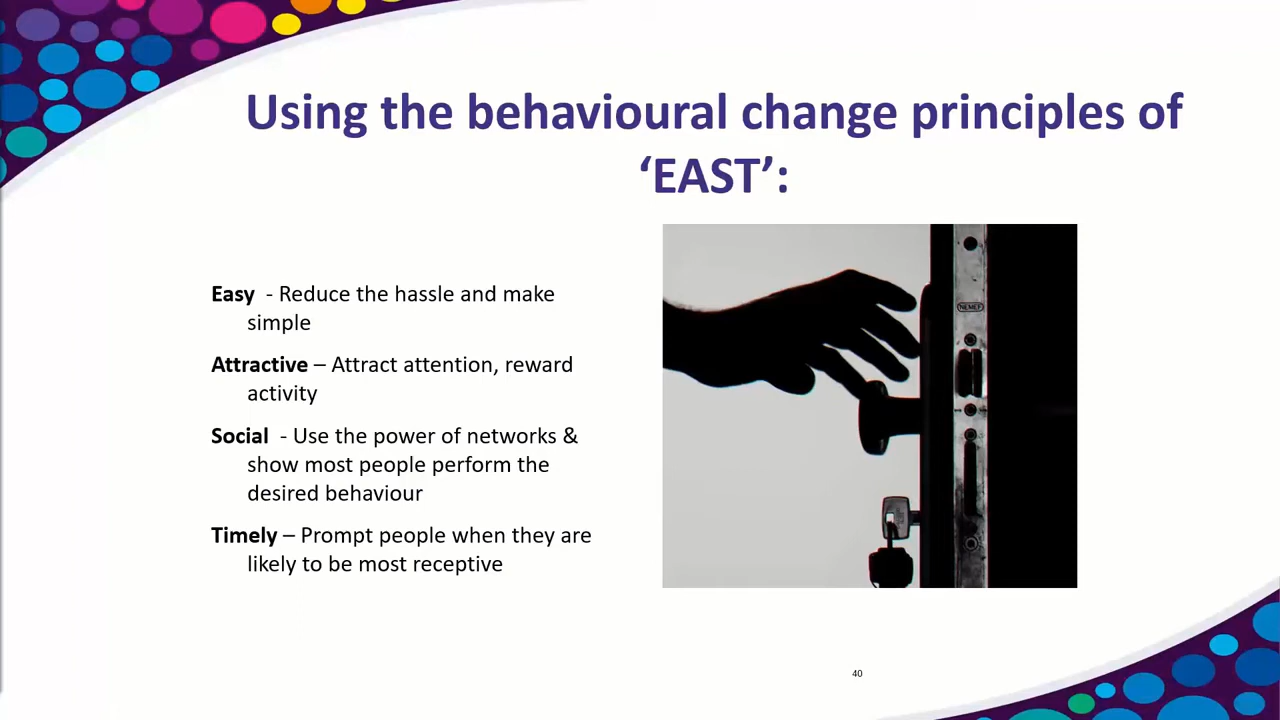 Using the behavioural change principles of
‘EAST’:
Easy - Reduce the hassle and make
simple
Attractive – Attract attention, reward
activity
Social - Use the power of networks &
show most people perform the
desired behaviour
Timely – Prompt people when they are
likely to be most receptive
NEMEF
40